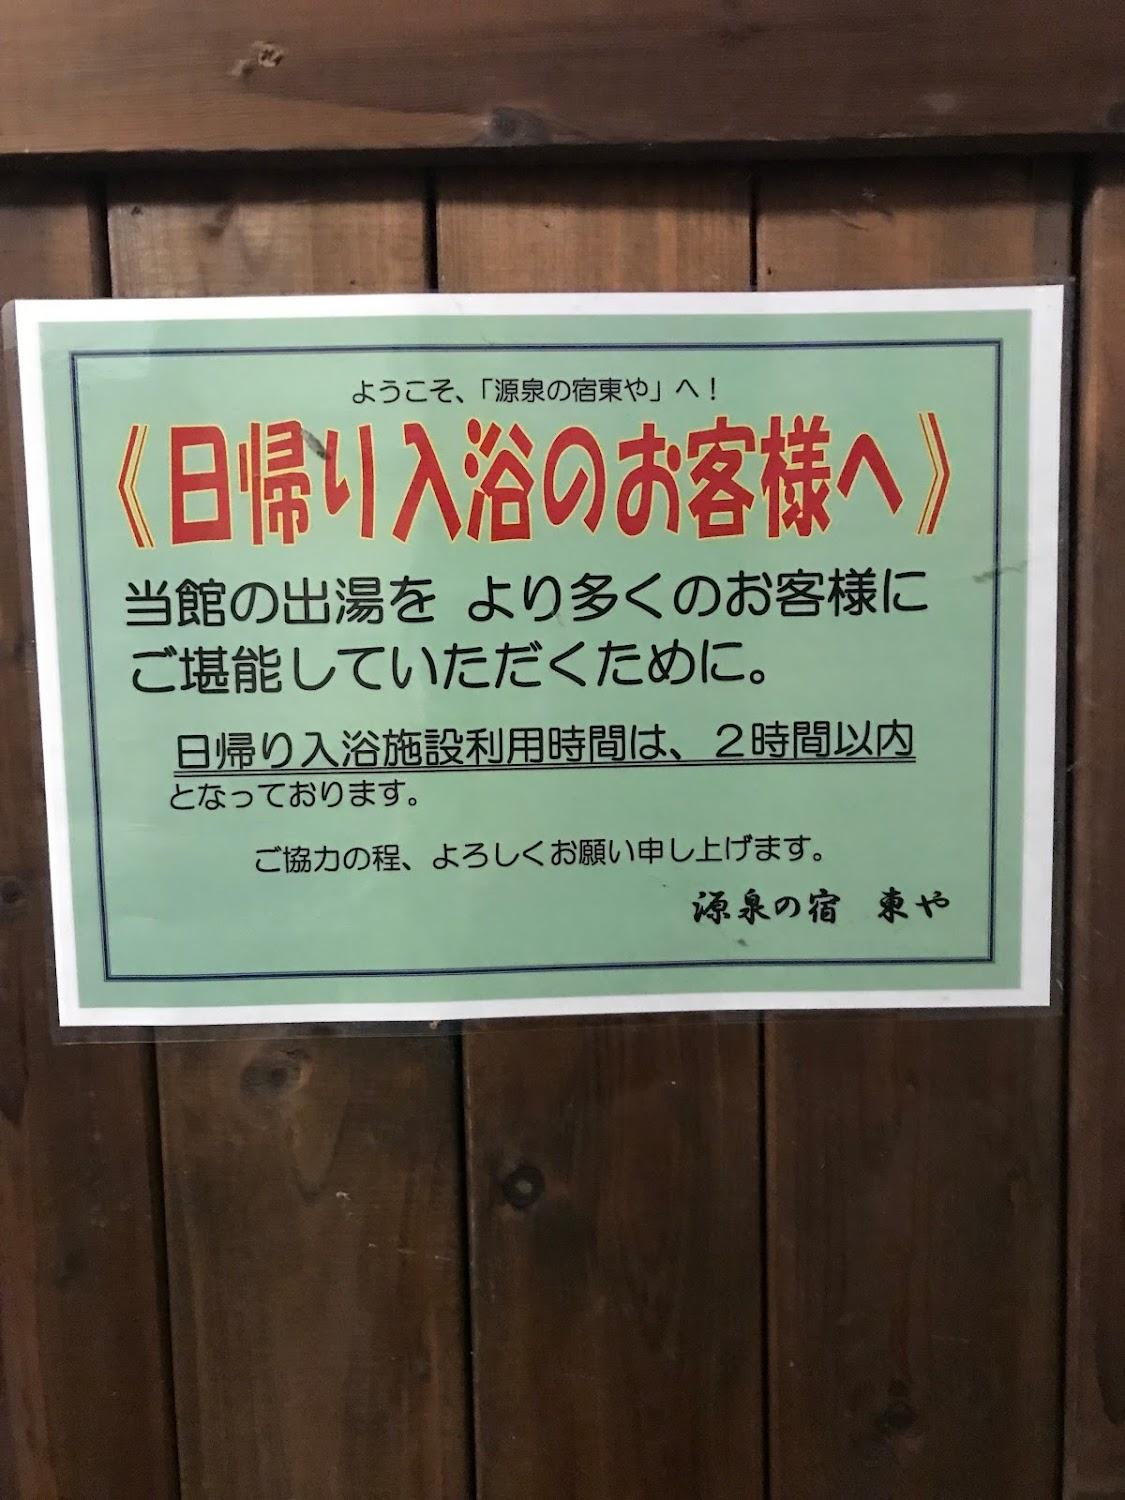 ようこそ、「源泉の宿東や」へ！
《日帰り入浴のお客様へ》
当館の出湯を より多くのお客様に
ご堪能していただくために。
日帰り入浴施設利用時間は、２時間以内
となっております。
ご協力の程、よろしくお願い申し上げます。
源泉の宿　東や